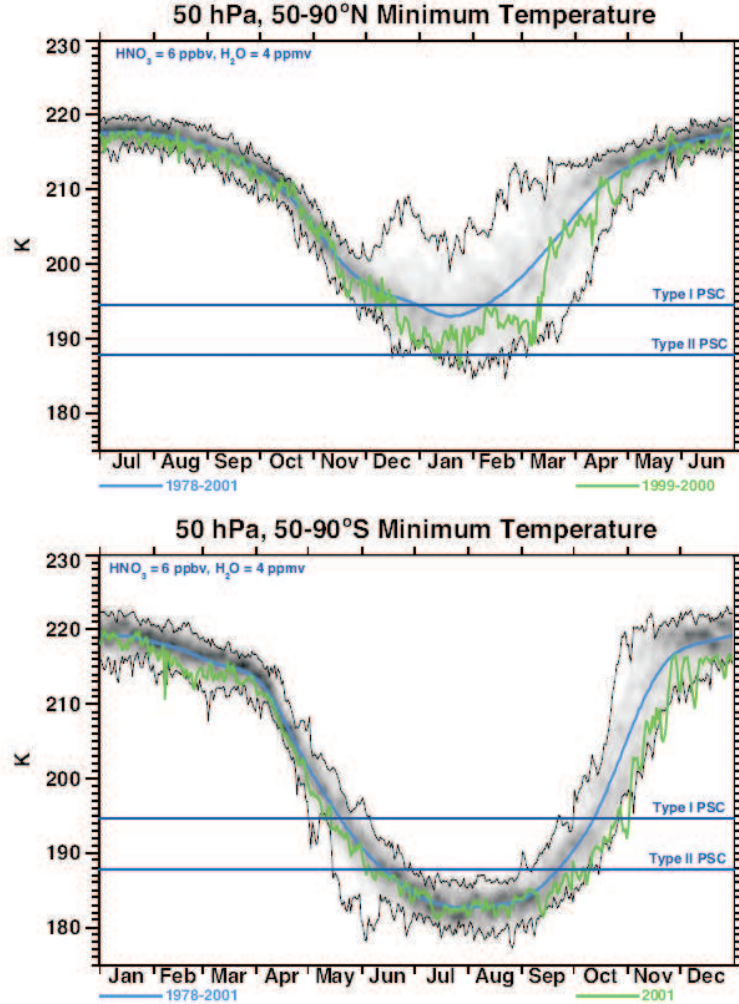 50 hPa, 50-90°N Minimum Temperature
230
HNO₃ = 6 ppbv, H₂O = 4 ppmv
220
210
K
200
Type I PSC
190
Type II PSC
180
Jul Aug Sep Oct Nov Dec Jan Feb Mar Apr May Jun
1978-2001 1999-2000
50 hPa, 50-90°S Minimum Temperature
230
HNO₃ = 6 ppbv, H₂O = 4 ppmv
220
210
K
200
Type I PSC
190
Type II PSC
180
Jan Feb Mar Apr May Jun Jul Aug Sep Oct Nov Dec
1978-2001 2001